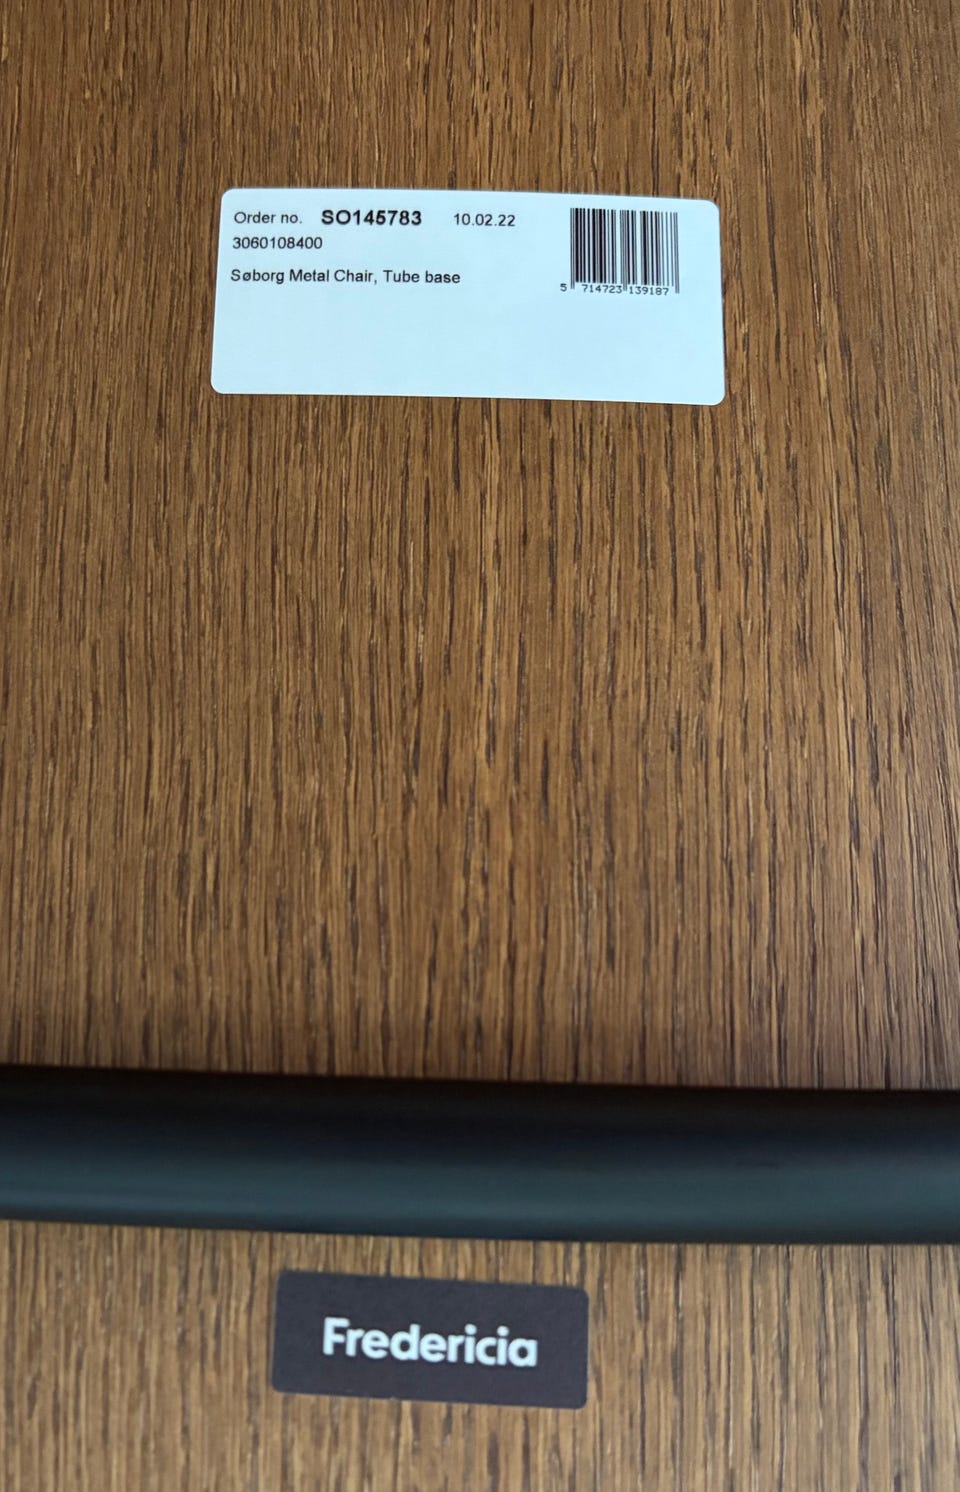 Order no. SO145783 10.02.22
3060108400
Søborg Metal Chair, Tube base
5 714723 139187
Fredericia